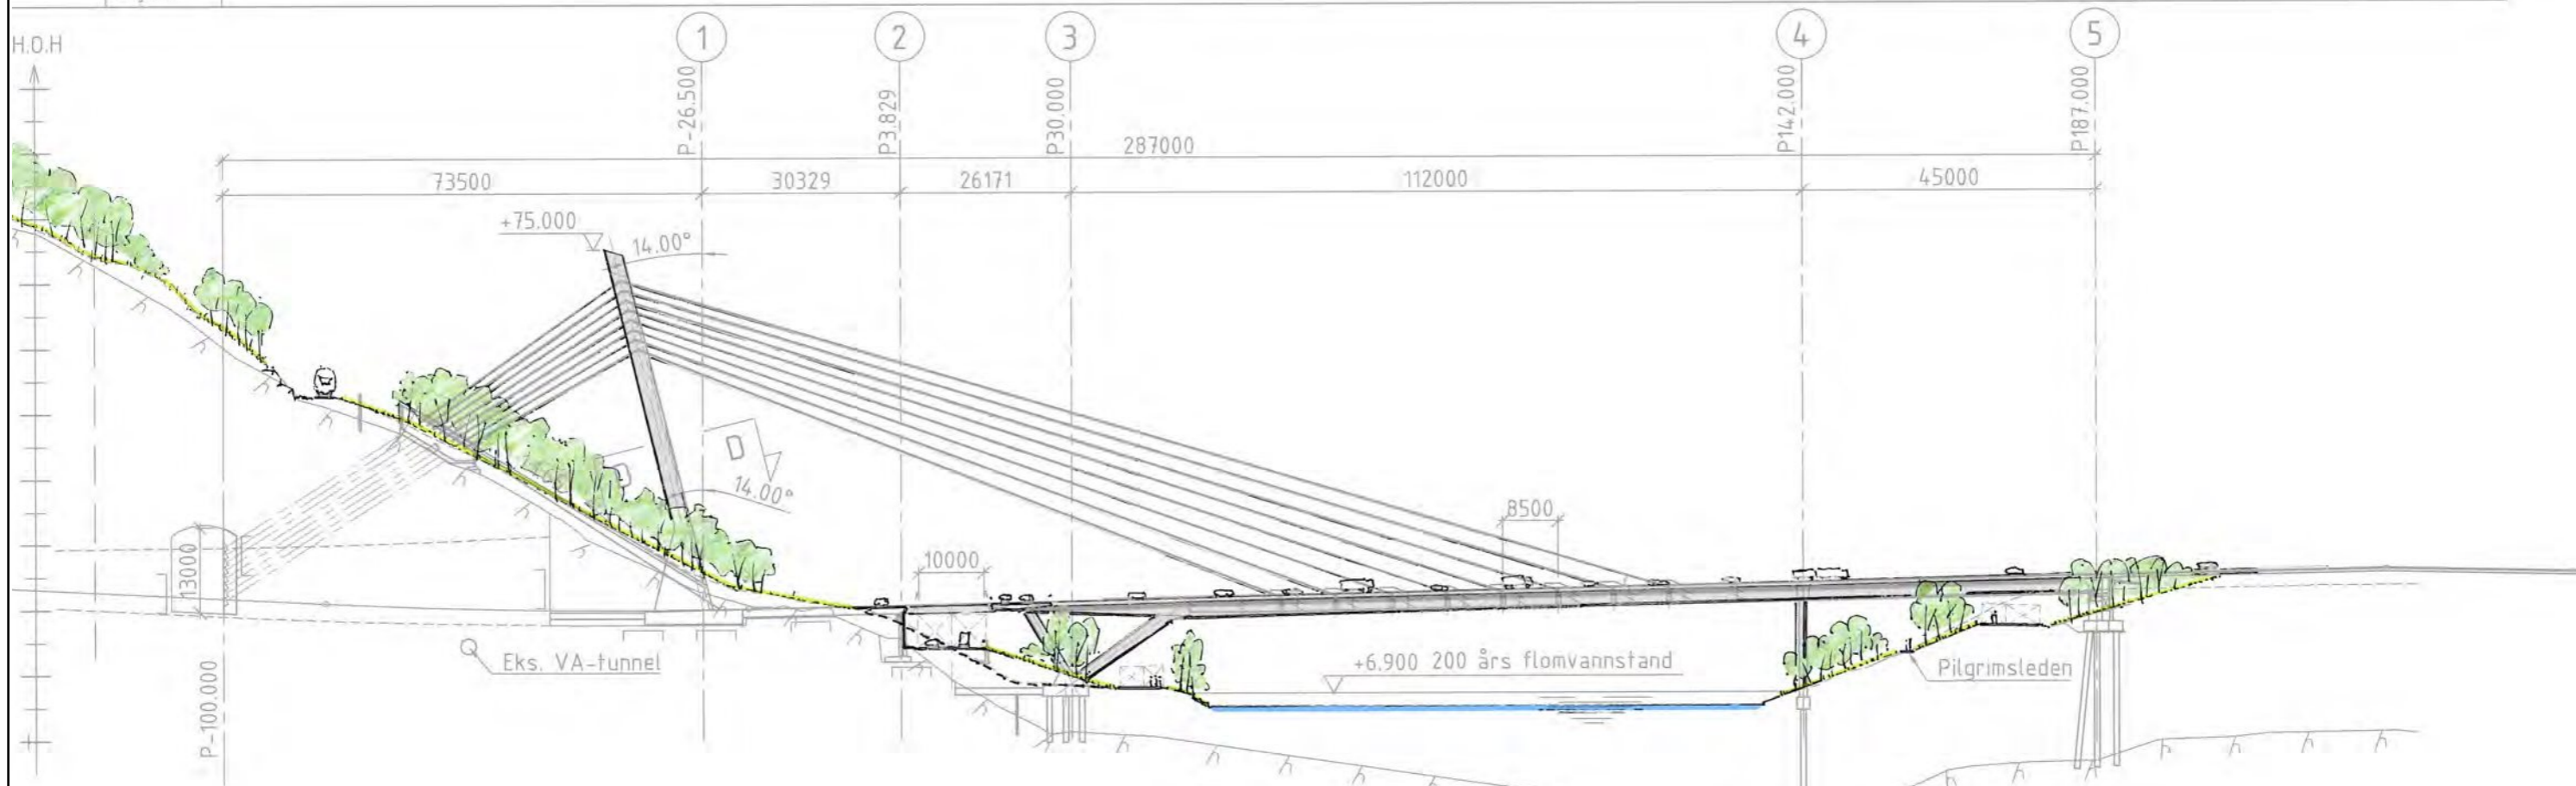 H.O.H
1
2
3
4
5
P-26.500
P3.829
P30.000
P142.000
P187.000
287000
73500
30329
26171
112000
45000
+75.000
14.00°
D
14.00°
8500
10000
13000
Eks. VA-tunnel
+6.900 200 års flomvannstand
Pilgrimsleden
P-100.000